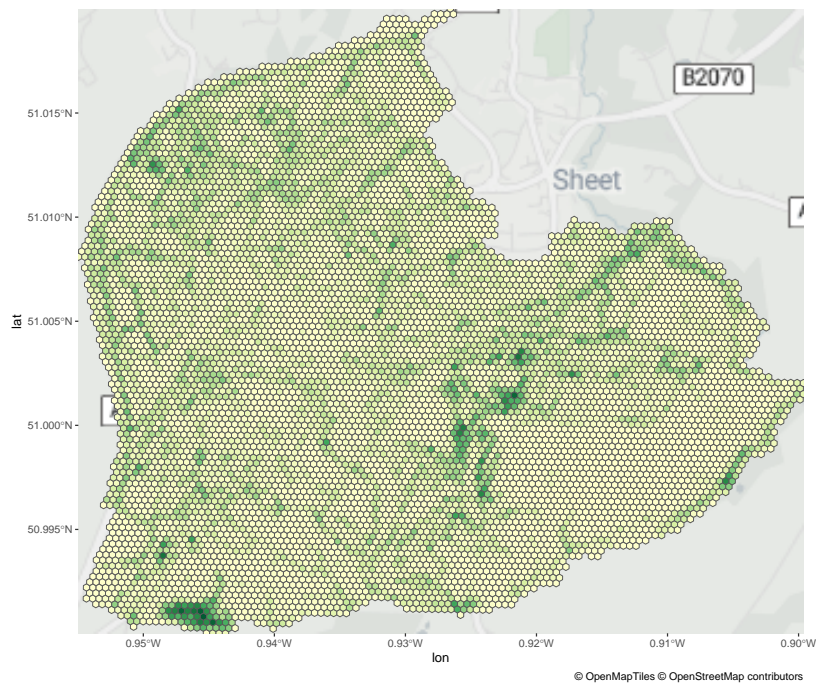 B2070
51.015°N
Sheet
51.010°N
A
lat
51.005°N
51.000°N
A
50.995°N
0.95°W
0.94°W
0.93°W
0.92°W
0.91°W
0.90°W
lon
© OpenMapTiles © OpenStreetMap contributors